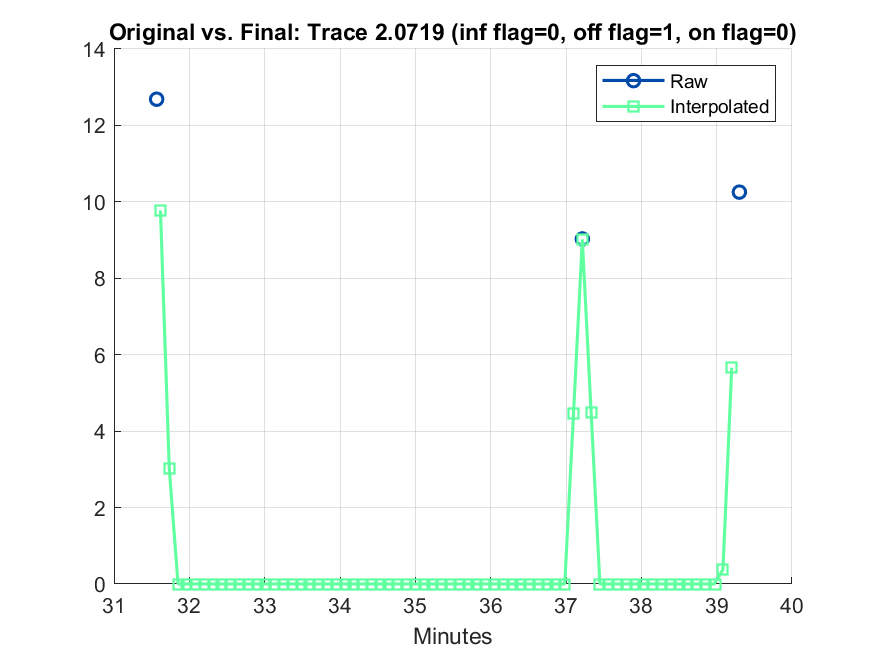 Original vs. Final: Trace 2.0719 (inf flag=0, off flag=1, on flag=0)
14
12
10
8
6
4
2
0
Raw
Interpolated
31 32 33 34 35 36 37 38 39 40
Minutes